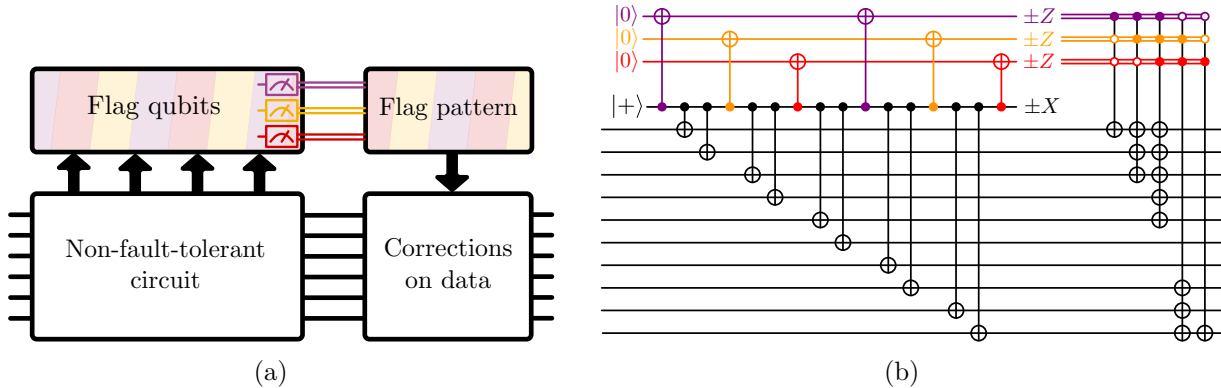 Flag qubits
Flag pattern
Non-fault-tolerant
circuit
Corrections
on data
(a)
|0⟩ ±Z
|0⟩ ±Z
|0⟩ ±Z
|+⟩ ±X
(b)